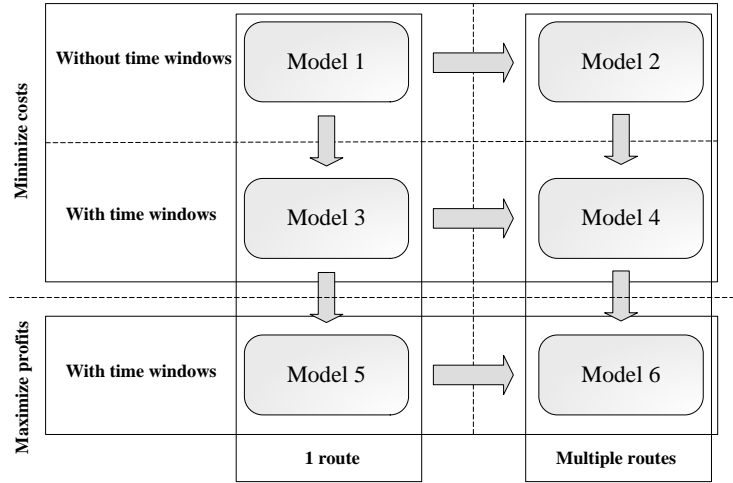 Minimize costs
Without time windows
Model 1
Model 2
With time windows
Model 3
Model 4
Maximize profits
With time windows
Model 5
Model 6
1 route
Multiple routes